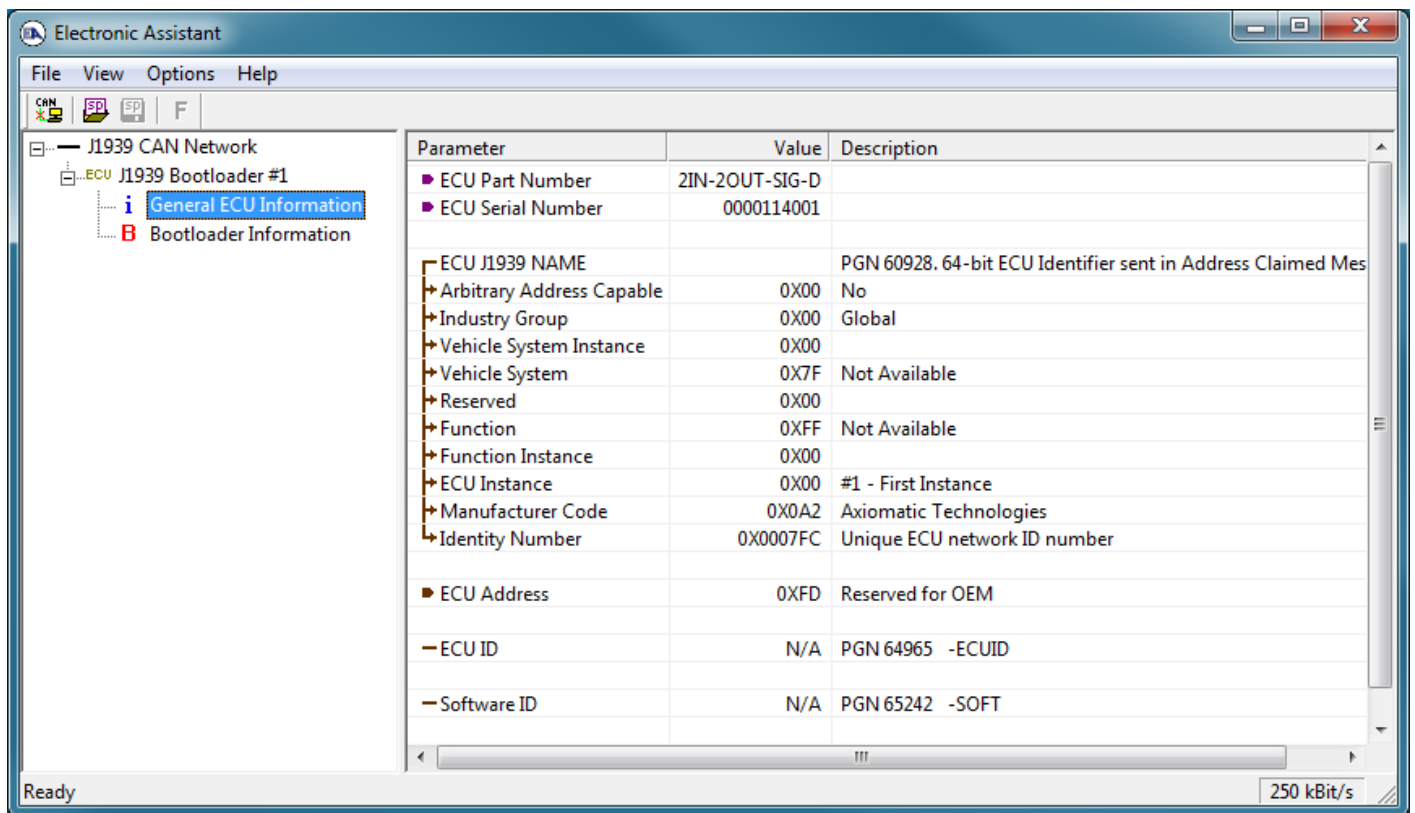 Electronic Assistant
File View Options Help
CAN SP SP F
J1939 CAN Network
ECU J1939 Bootloader #1
i General ECU Information
B Bootloader Information
Parameter Value Description
ECU Part Number 2IN-2OUT-SIG-D
ECU Serial Number 0000114001
ECU J1939 NAME PGN 60928. 64-bit ECU Identifier sent in Address Claimed Mes
Arbitrary Address Capable 0X00 No
Industry Group 0X00 Global
Vehicle System Instance 0X00
Vehicle System 0X7F Not Available
Reserved 0X00
Function 0XFF Not Available
Function Instance 0X00
ECU Instance 0X00 #1 - First Instance
Manufacturer Code 0X0A2 Axiomatic Technologies
Identity Number 0X0007FC Unique ECU network ID number
ECU Address 0XFD Reserved for OEM
ECU ID N/A PGN 64965 -ECUID
Software ID N/A PGN 65242 -SOFT
Ready 250 kBit/s